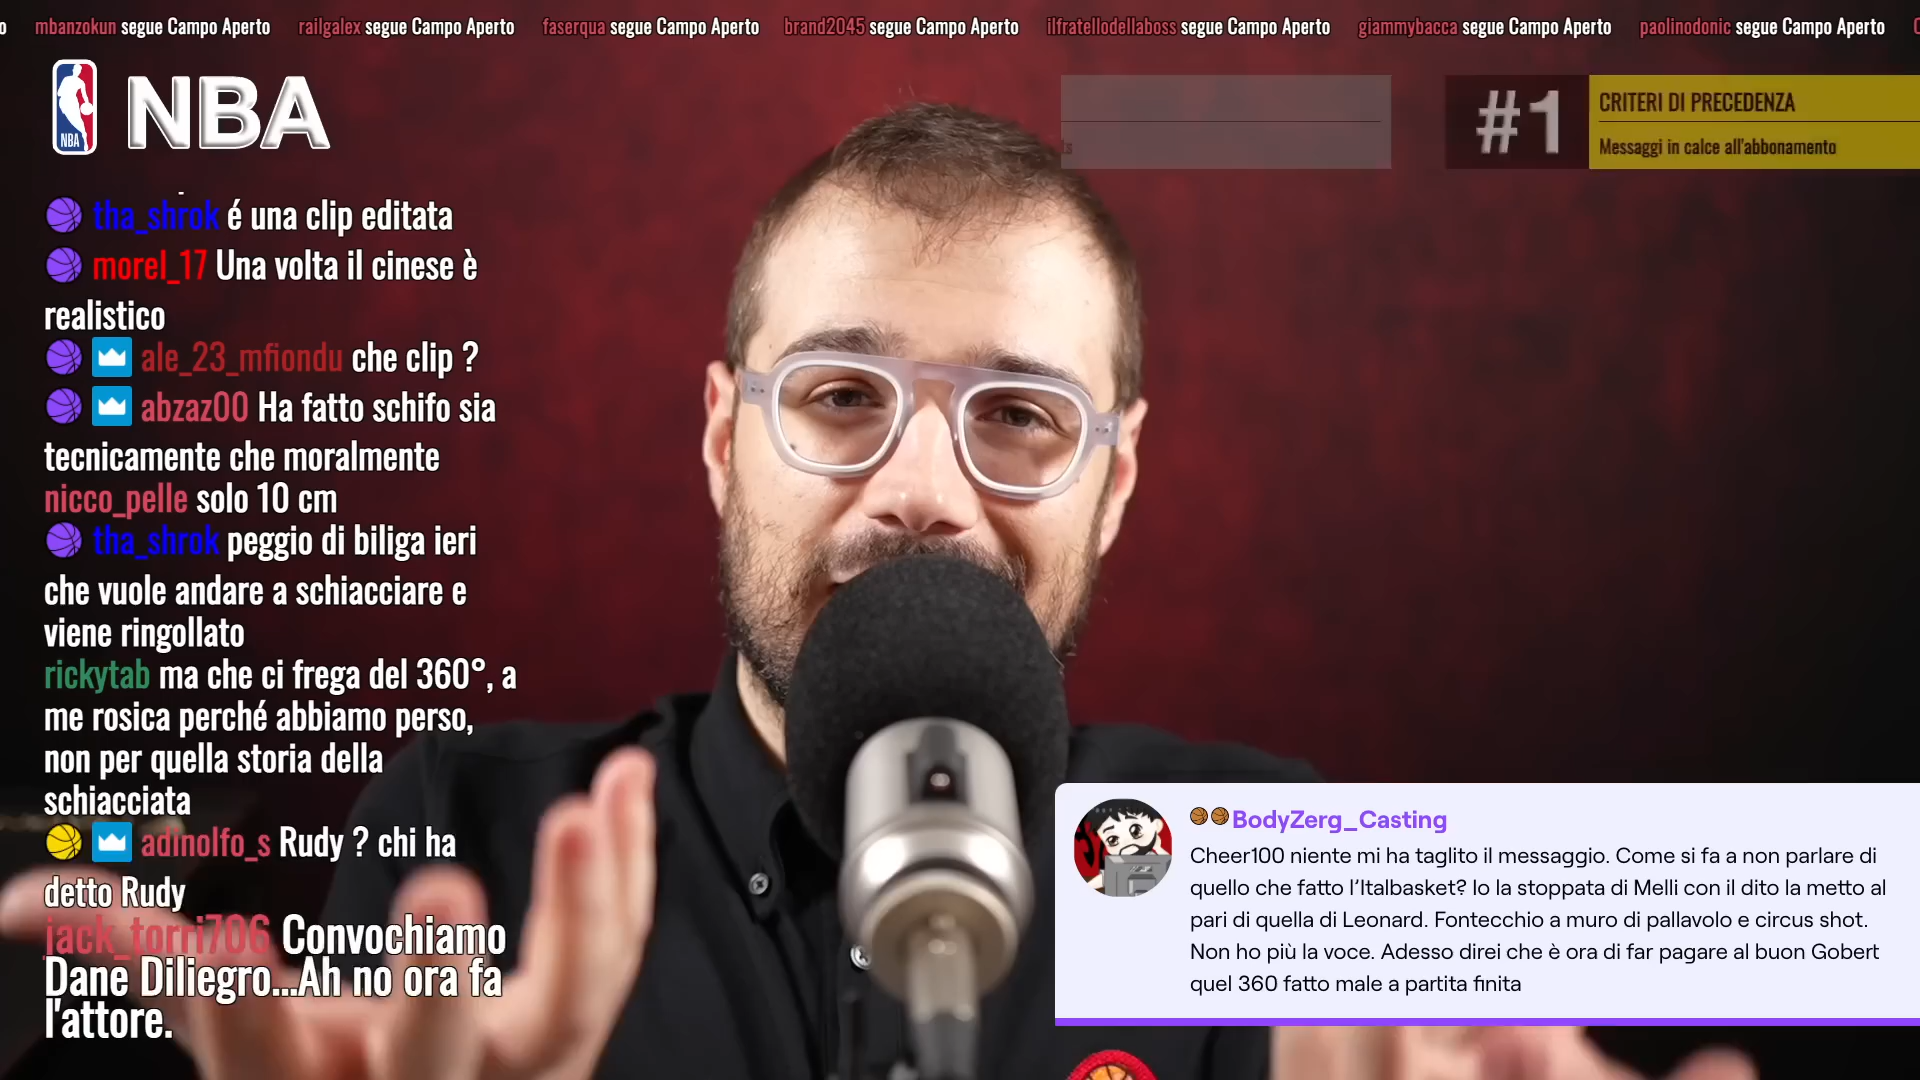 mbanzokun segue Campo Aperto railgalex segue Campo Aperto faserqua segue Campo Aperto brand2045 segue Campo Aperto ilfratellodellaboss segue Campo Aperto giammybacca segue Campo Aperto paolinodonic segue Campo Aperto
NBA
NBA
#1
CRITERI DI PRECEDENZA
Messaggi in calce all'abbonamento
tha_shrok é una clip editata
morel_17 Una volta il cinese è
realistico
ale_23_mfiondu che clip ?
abzaz00 Ha fatto schifo sia
tecnicamente che moralmente
nicco_pelle solo 10 cm
tha_shrok peggio di biliga ieri
che vuole andare a schiacciare e
viene ringollato
rickytab ma che ci frega del 360°, a
me rosica perché abbiamo perso,
non per quella storia della
schiacciata
adinolfo_s Rudy ? chi ha
detto Rudy
jack_torri706 Convochiamo
Dane Diliegro...Ah no ora fa
l'attore.
BodyZerg_Casting
Cheer100 niente mi ha taglito il messaggio. Come si fa a non parlare di
quello che fatto l'Italbasket? Io la stoppata di Melli con il dito la metto al
pari di quella di Leonard. Fontecchio a muro di pallavolo e circus shot.
Non ho più la voce. Adesso direi che è ora di far pagare al buon Gobert
quel 360 fatto male a partita finita